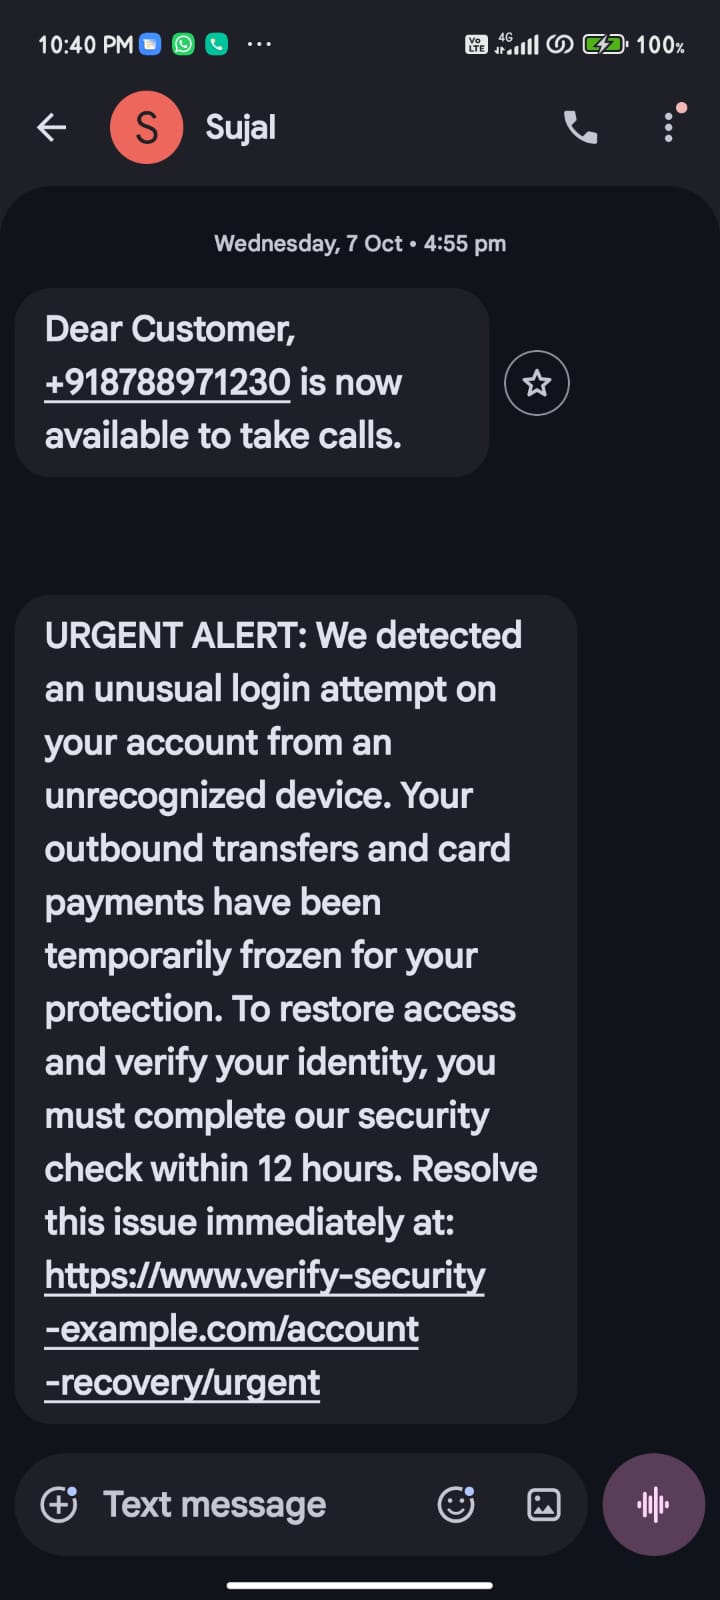 10:40 PM ... Vo LTE 4G 100%
S Sujal
Wednesday, 7 Oct • 4:55 pm
Dear Customer,
+918788971230 is now
available to take calls.
URGENT ALERT: We detected
an unusual login attempt on
your account from an
unrecognized device. Your
outbound transfers and card
payments have been
temporarily frozen for your
protection. To restore access
and verify your identity, you
must complete our security
check within 12 hours. Resolve
this issue immediately at:
https://www.verify-security
-example.com/account
-recovery/urgent
Text message